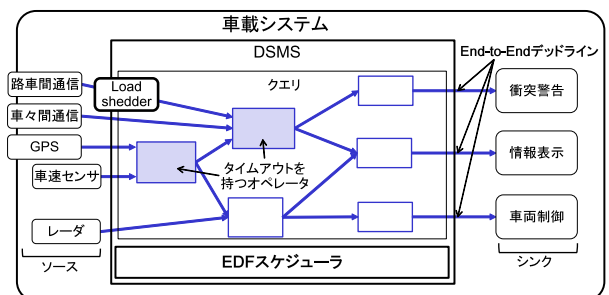 車載システム
DSMS
End-to-Endデッドライン
路車間通信
Load
shedder
クエリ
衝突警告
車々間通信
GPS
情報表示
車速センサ
タイムアウトを
持つオペレータ
レーダ
車両制御
ソース
EDFスケジューラ
シンク